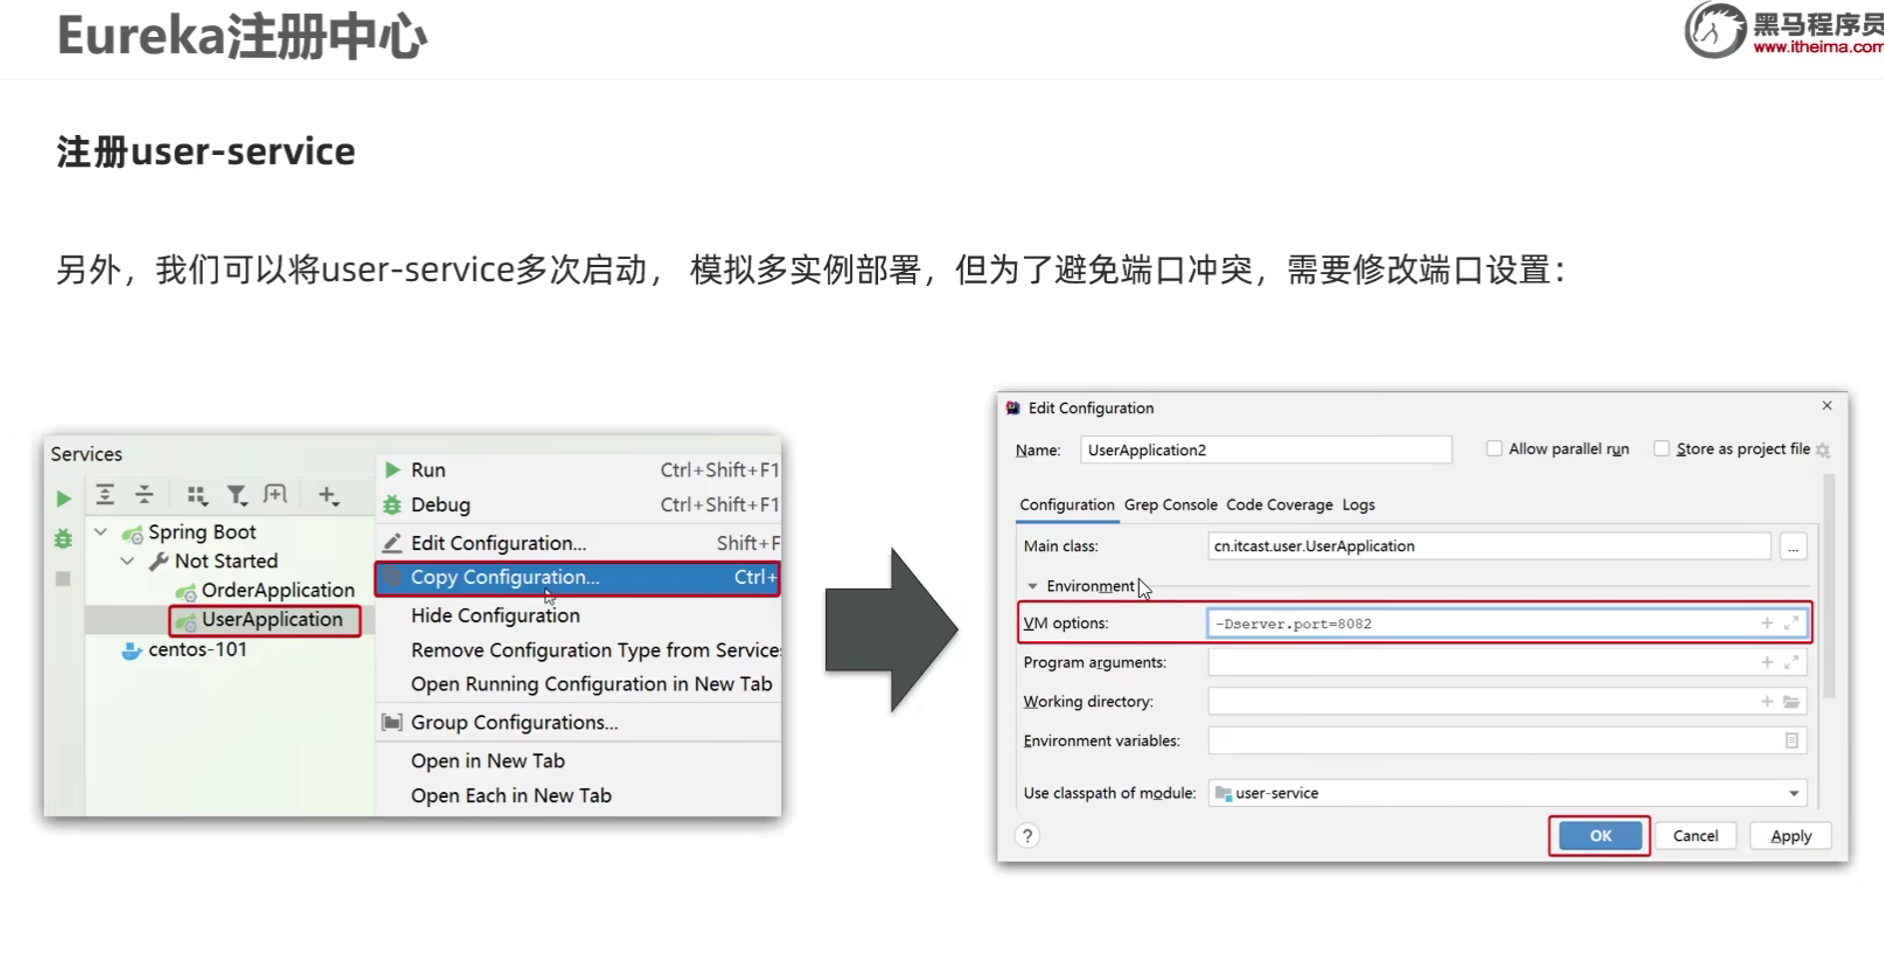 Eureka注册中心
黑马程序员
www.itheima.com
注册user-service
另外，我们可以将user-service多次启动， 模拟多实例部署，但为了避免端口冲突，需要修改端口设置：
Services
Spring Boot
Not Started
OrderApplication
UserApplication
centos-101
Run Ctrl+Shift+F1
Debug Ctrl+Shift+F1
Edit Configuration... Shift+F
Copy Configuration... Ctrl+
Hide Configuration
Remove Configuration Type from Services
Open Running Configuration in New Tab
Group Configurations...
Open in New Tab
Open Each in New Tab
Edit Configuration
Name: UserApplication2 Allow parallel run Store as project file
Configuration Grep Console Code Coverage Logs
Main class: cn.itcast.user.UserApplication ...
Environment
VM options: -Dserver.port=8082
Program arguments:
Working directory:
Environment variables:
Use classpath of module: user-service
? OK Cancel Apply